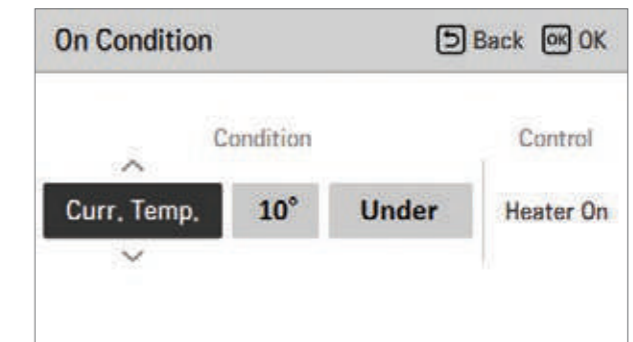 On Condition Back OK OK
Condition Control
Curr. Temp. 10° Under Heater On